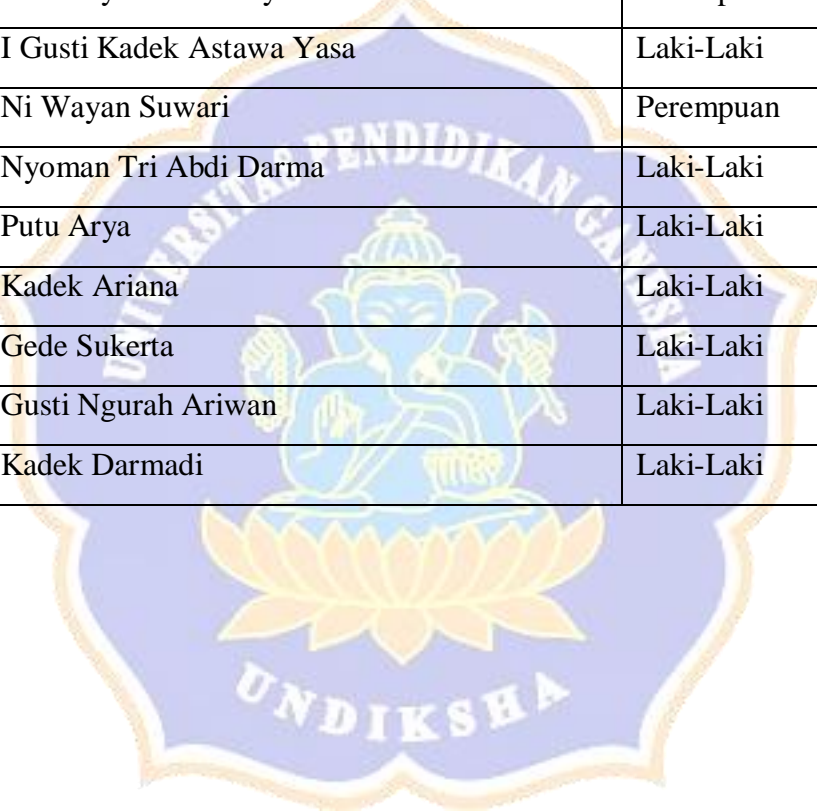 I Gusti Kadek Astawa Yasa Laki-Laki
Ni Wayan Suwari Perempuan
Nyoman Tri Abdi Darma Laki-Laki
Putu Arya Laki-Laki
Kadek Ariana Laki-Laki
Gede Sukerta Laki-Laki
Gusti Ngurah Ariwan Laki-Laki
Kadek Darmadi Laki-Laki
UNIVERSITAS PENDIDIKAN GANESHA
UNDIKSHA